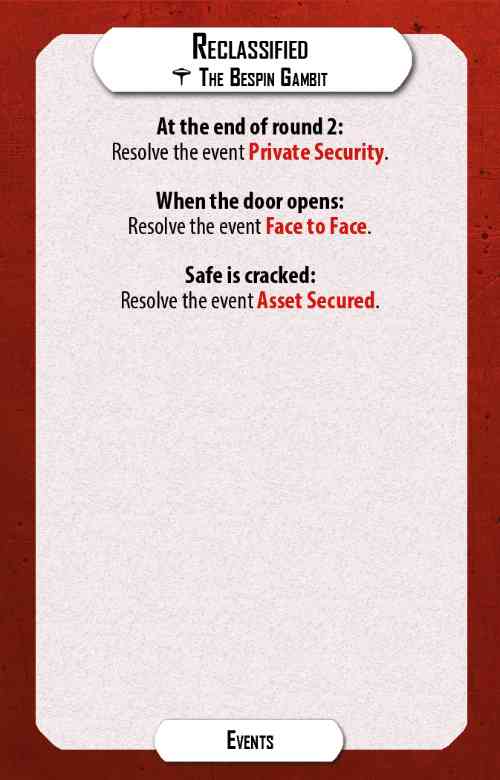 Reclassified
The Bespin Gambit
At the end of round 2:
Resolve the event Private Security.
When the door opens:
Resolve the event Face to Face.
Safe is cracked:
Resolve the event Asset Secured.
Events